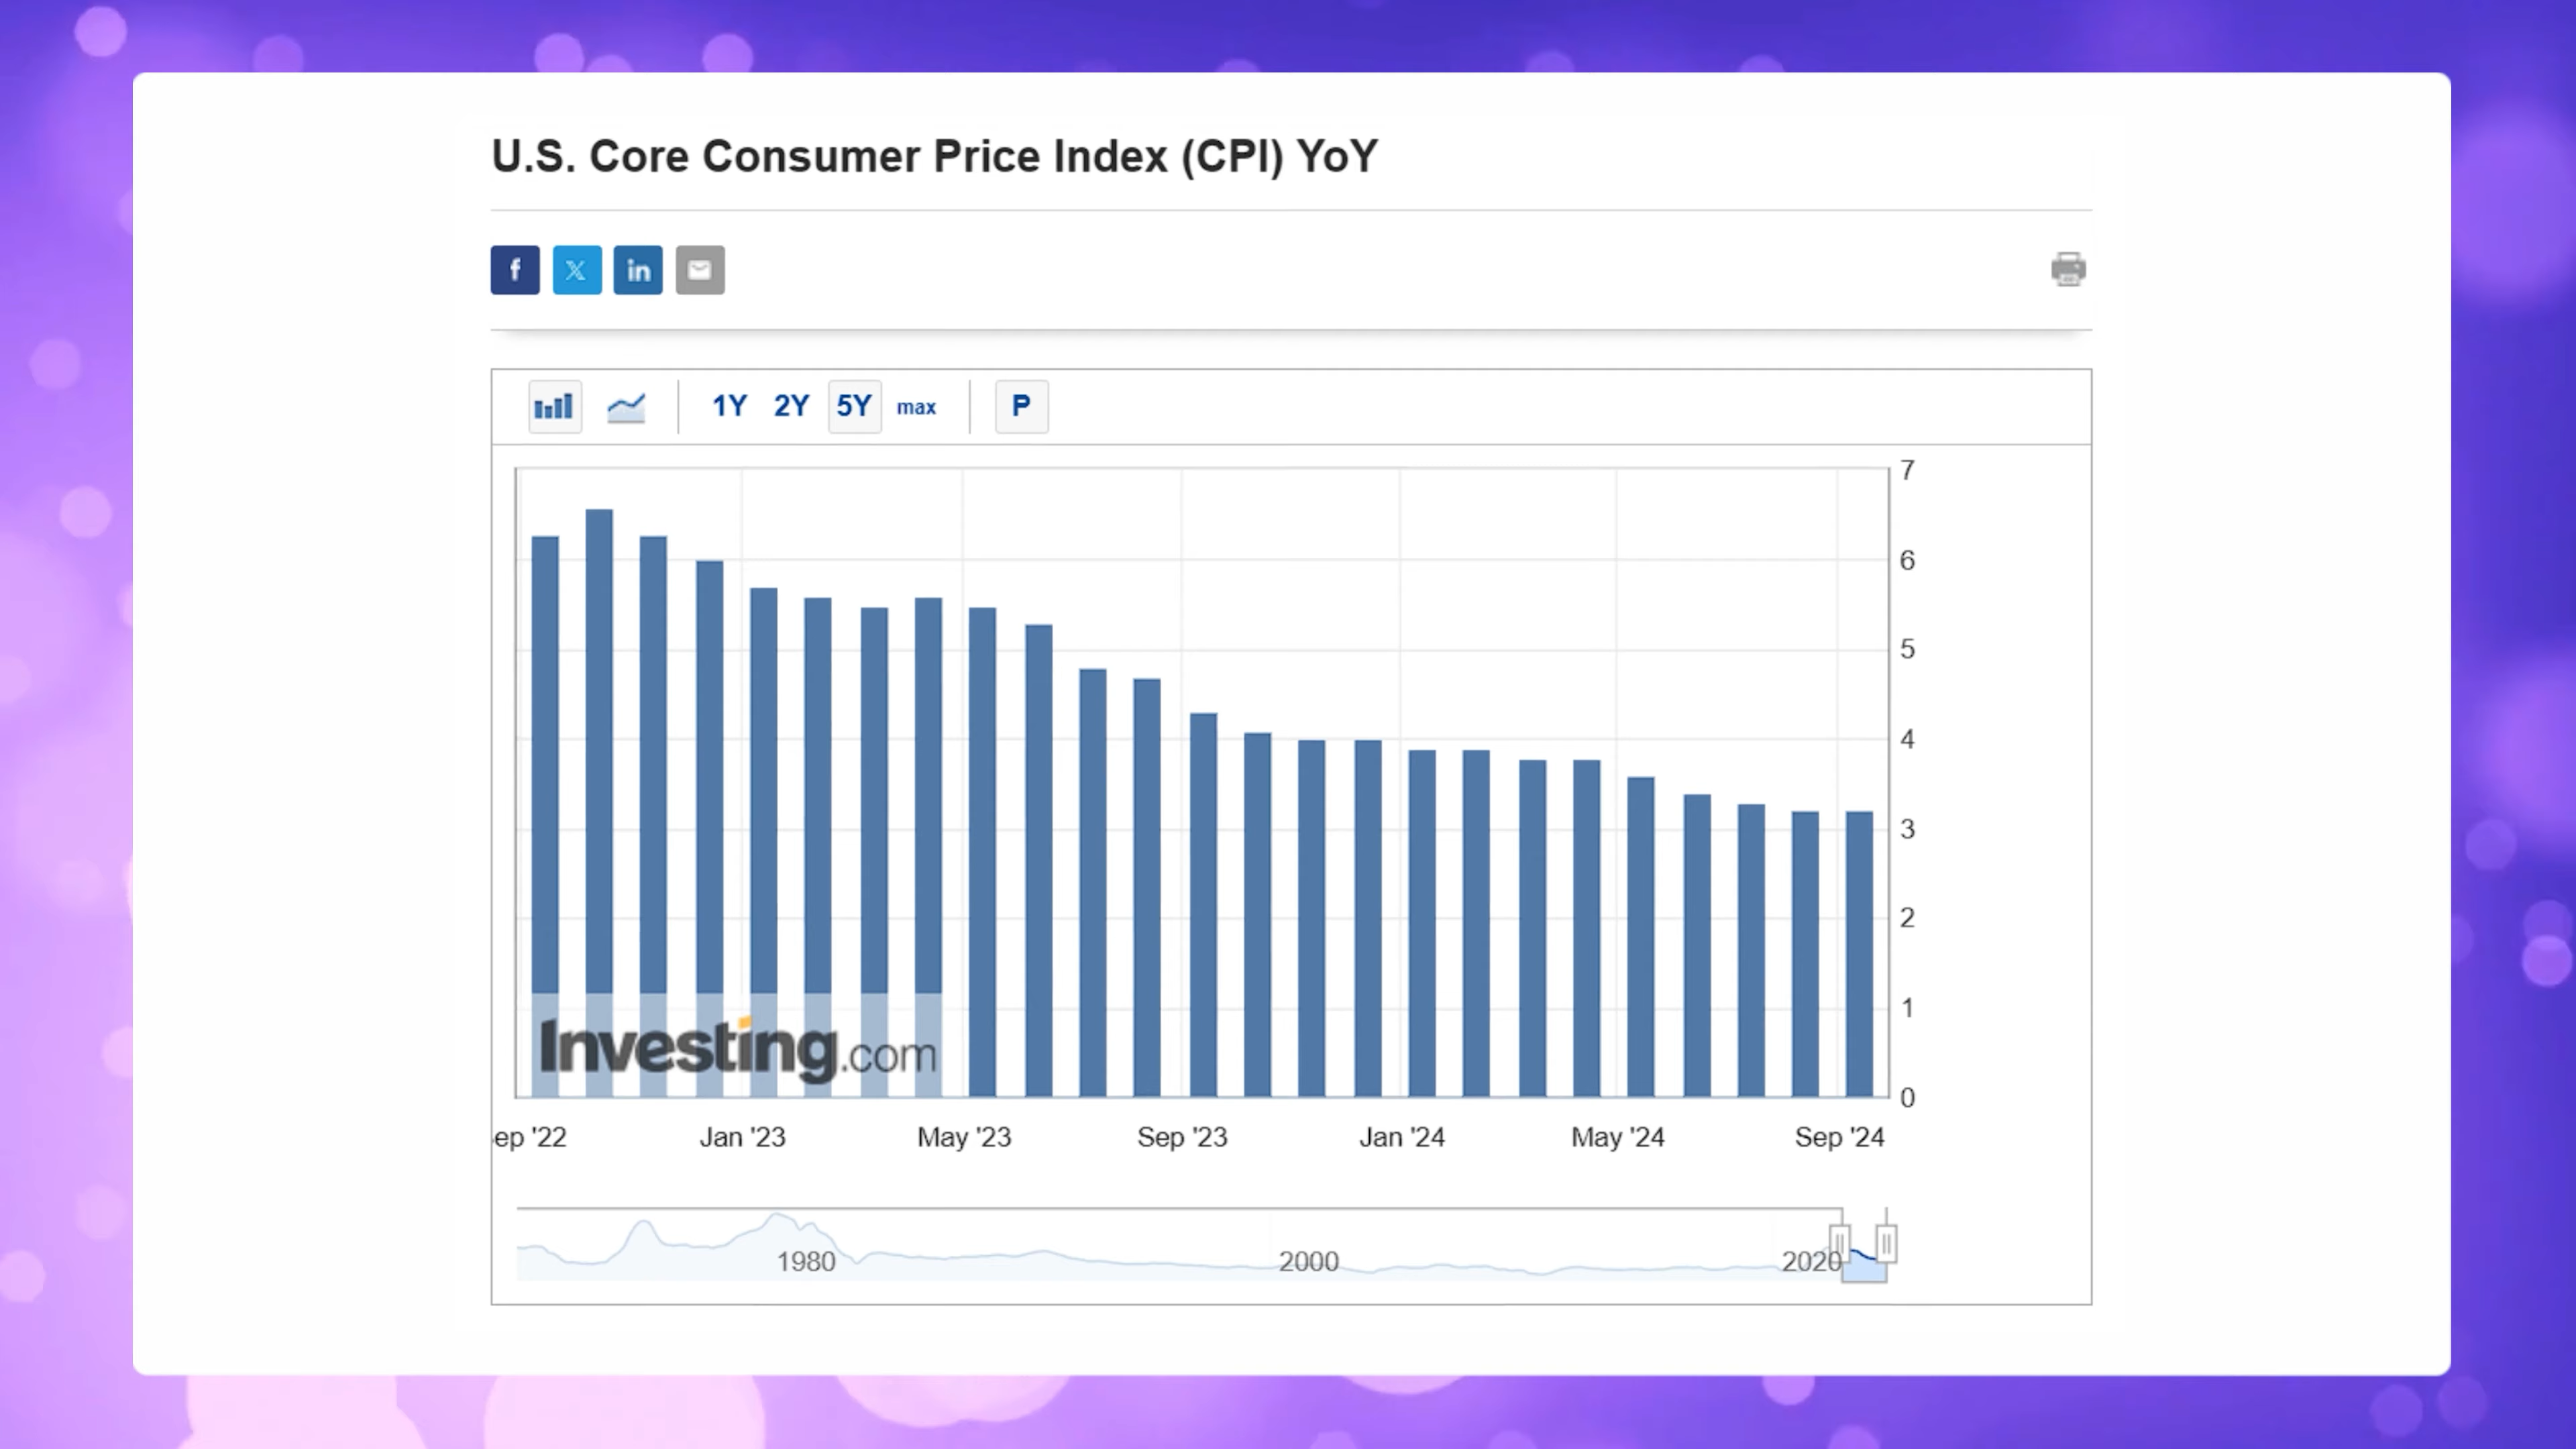 U.S. Core Consumer Price Index (CPI) YoY
f X in
1Y 2Y 5Y max P
7
6
5
4
3
2
1
0
Investing.com
ep '22 Jan '23 May '23 Sep '23 Jan '24 May '24 Sep '24
1980 2000 2020